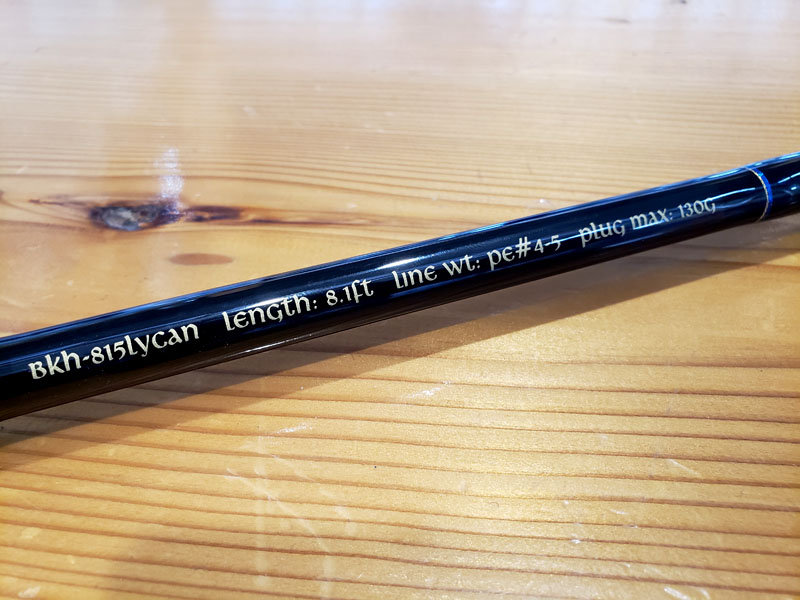 BKH-815LYCAN LENGTH: 8.1ft LINE WT: PE#4-5 PLUG MAX: 130G